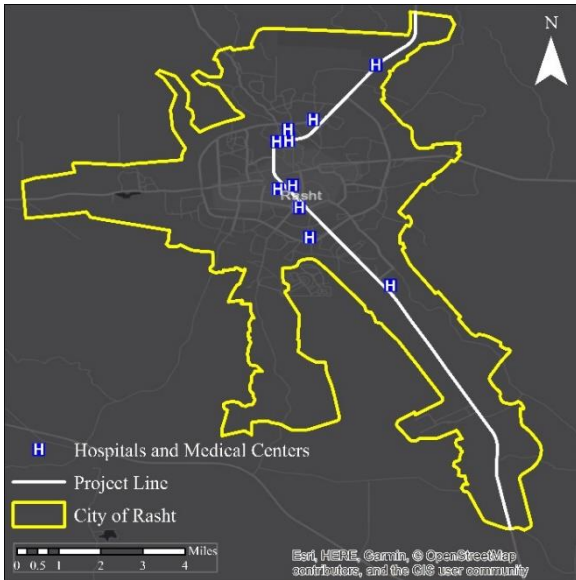 N
H
H
H
H
H
H
H
Rasht
H
H
H
H Hospitals and Medical Centers
Project Line
City of Rasht
Miles
0 0.5 1 2 3 4
Esri, HERE, Garmin, © OpenStreetMap
contributors, and the GIS user community